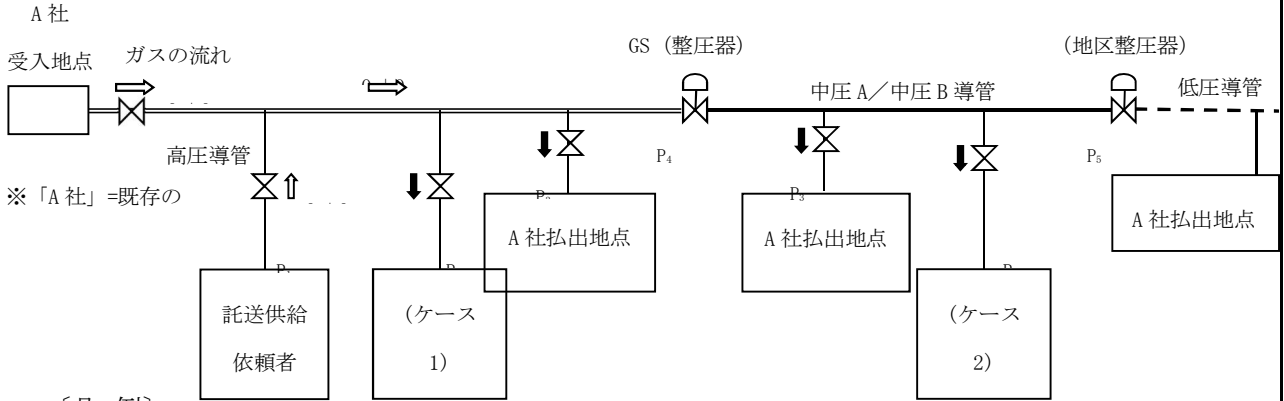 A 社
受入地点
ガスの流れ
GS (整圧器)
(地区整圧器)
中圧 A／中圧 B 導管
低圧導管
高圧導管
※「A 社」=既存の
P₄
P₅
P₃
A 社払出地点
A 社払出地点
A 社払出地点
託送供給
依頼者
(ケース
1)
(ケース
2)